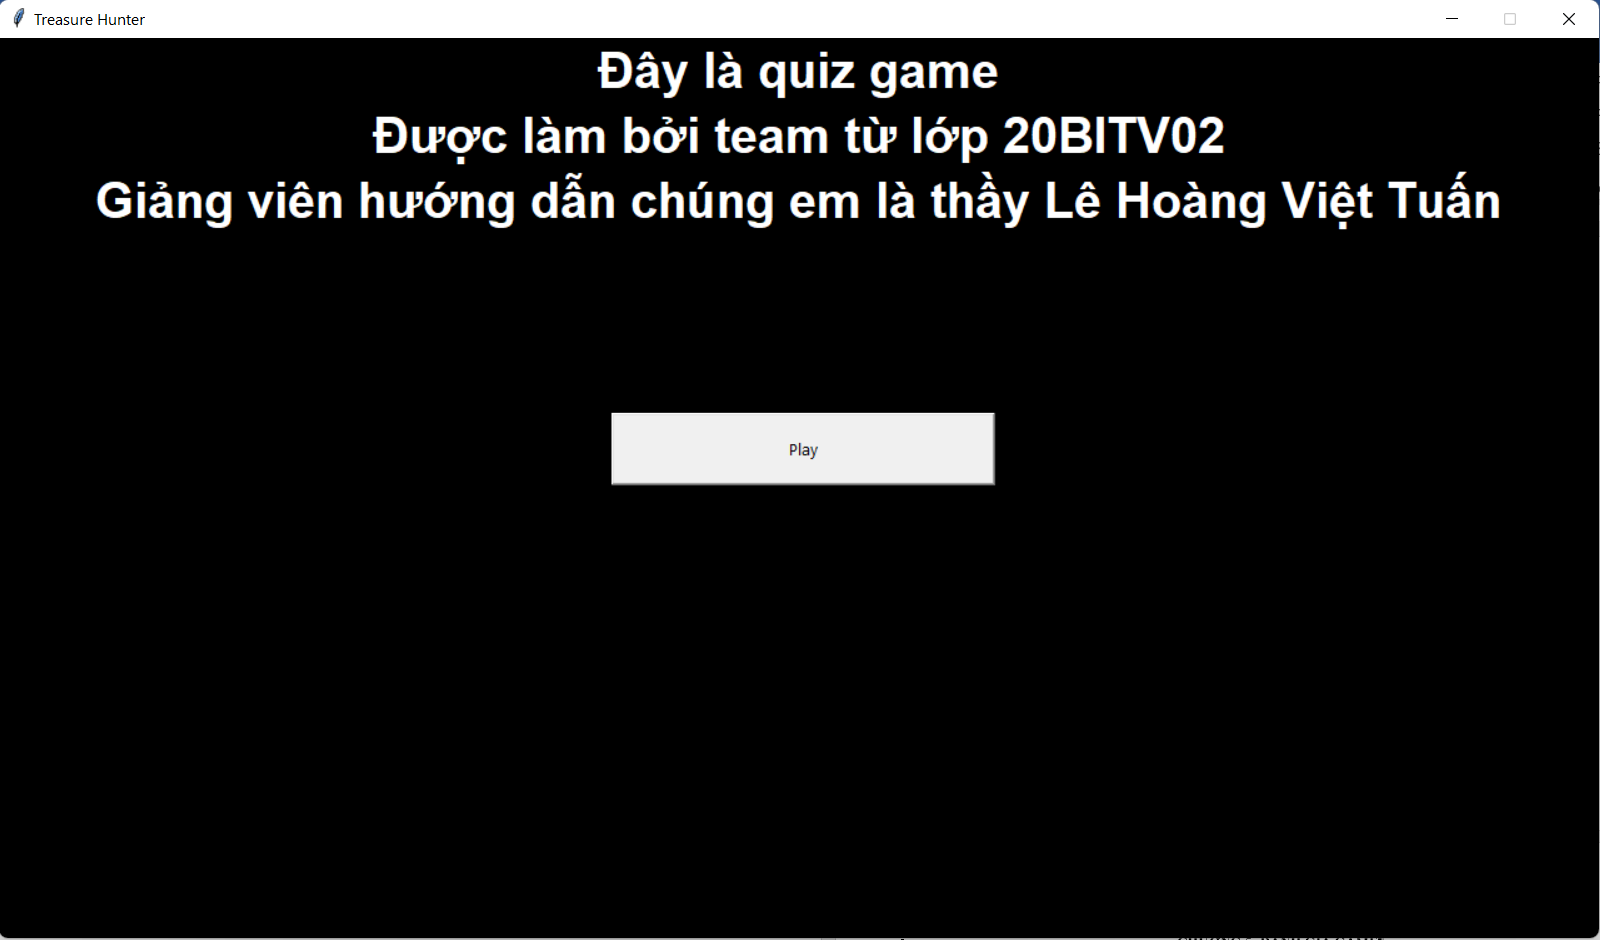 Treasure Hunter
Đây là quiz game
Được làm bởi team từ lớp 20BITV02
Giảng viên hướng dẫn chúng em là thầy Lê Hoàng Việt Tuấn
Play